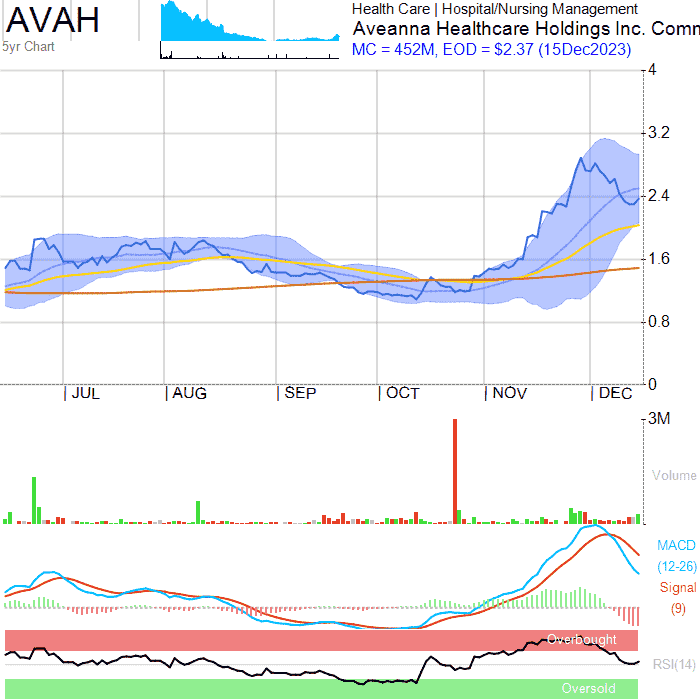 AVAH
5yr Chart
Health Care | Hospital/Nursing Management
Aveanna Healthcare Holdings Inc. Comm
MC = 452M, EOD = $2.37 (15Dec2023)
4
3.2
2.4
1.6
0.8
0
JUL
AUG
SEP
OCT
NOV
DEC
3M
Volume
MACD
(12-26)
Signal
(9)
Overbought
RSI(14)
Oversold